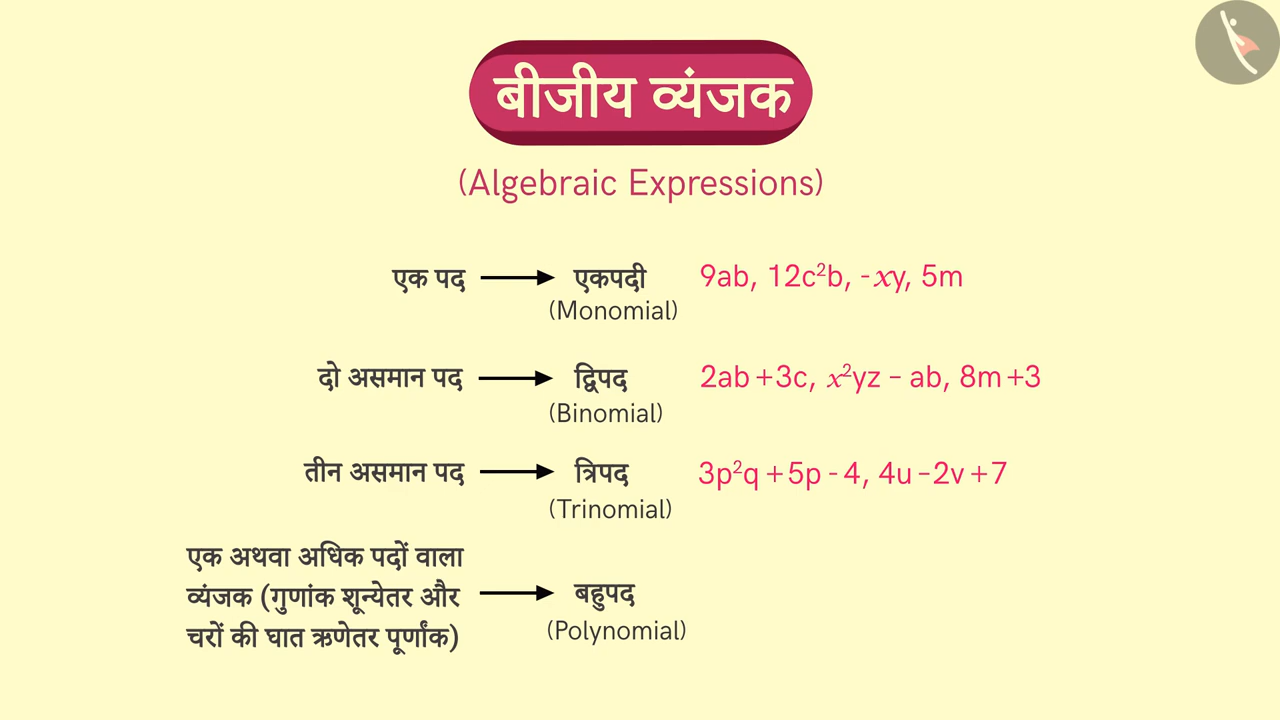 बीजीय व्यंजक
(Algebraic Expressions)
एक पद → एकपदी 9ab, 12c²b, -xy, 5m
(Monomial)
दो असमान पद → द्विपद 2ab+3c, x²yz – ab, 8m+3
(Binomial)
तीन असमान पद → त्रिपद 3p²q+5p-4, 4u–2v+7
(Trinomial)
एक अथवा अधिक पदों वाला
व्यंजक (गुणांक शून्येतर और → बहुपद
चरों की घात ऋणेतर पूर्णांक)
(Polynomial)